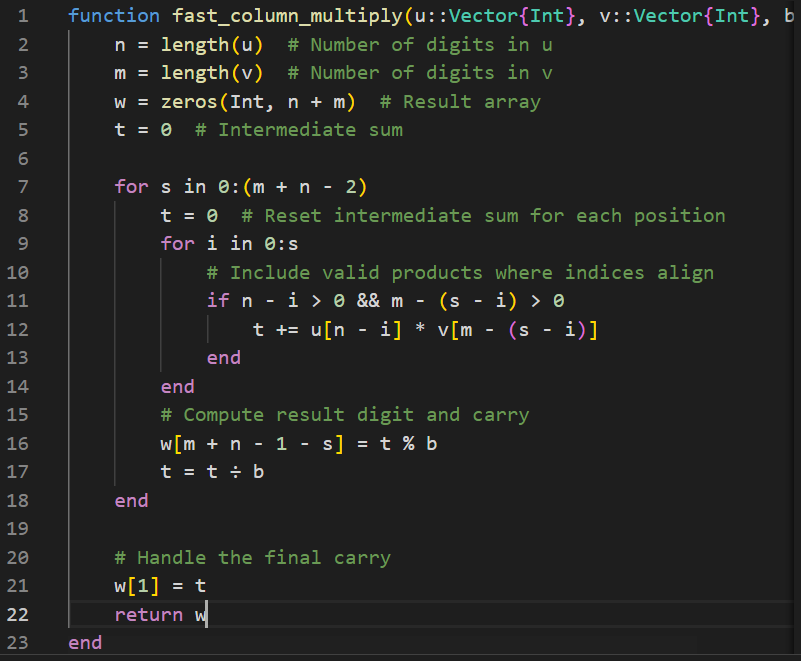 1 function fast_column_multiply(u::Vector{Int}, v::Vector{Int}, b
2 n = length(u) # Number of digits in u
3 m = length(v) # Number of digits in v
4 w = zeros(Int, n + m) # Result array
5 t = 0 # Intermediate sum
6
7 for s in 0:(m + n - 2)
8 t = 0 # Reset intermediate sum for each position
9 for i in 0:s
10 # Include valid products where indices align
11 if n - i > 0 && m - (s - i) > 0
12 t += u[n - i] * v[m - (s - i)]
13 end
14 end
15 # Compute result digit and carry
16 w[m + n - 1 - s] = t % b
17 t = t ÷ b
18 end
19
20 # Handle the final carry
21 w[1] = t
22 return w
23 end